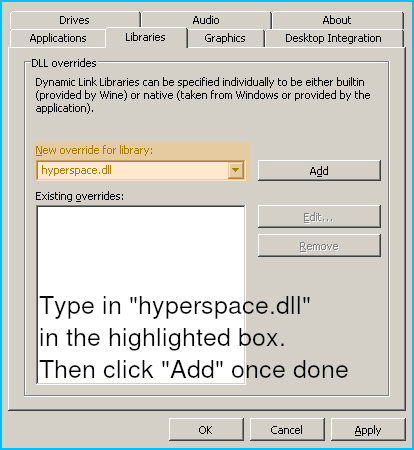 Drives Audio About
Applications Libraries Graphics Desktop Integration
DLL overrides
Dynamic Link Libraries can be specified individually to be either builtin
(provided by Wine) or native (taken from Windows or provided by the
application).
New override for library:
hyperspace.dll Add
Existing overrides:
Edit...
Remove
Type in "hyperspace.dll"
in the highlighted box.
Then click "Add" once done
OK Cancel Apply